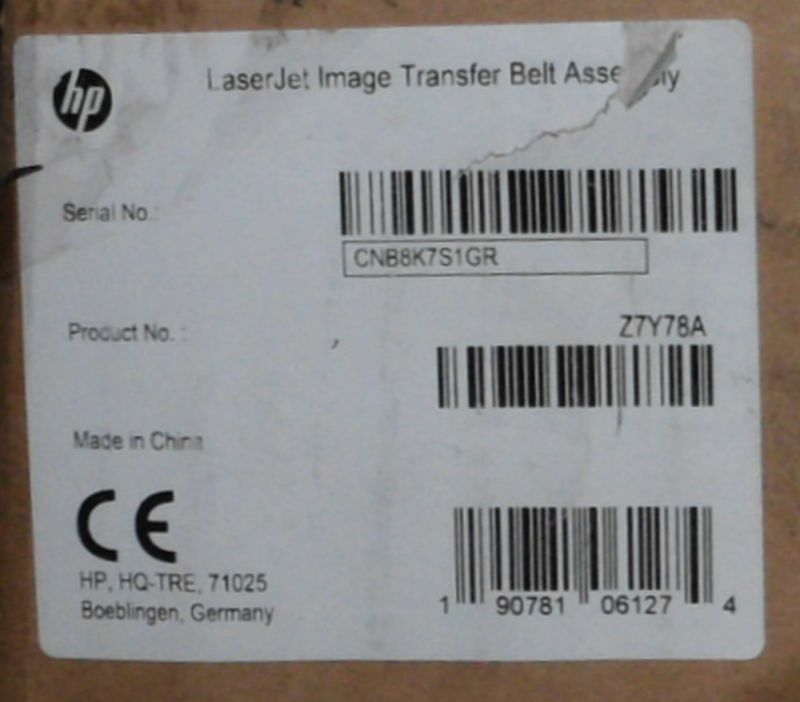 hp
LaserJet Image Transfer Belt
Serial No.:
CNB8K7S1GR
Product No. :
Z7Y78A
Made in China
CE
HP, HQ-TRE, 71025
Boeblingen, Germany
1 90781 06127 4